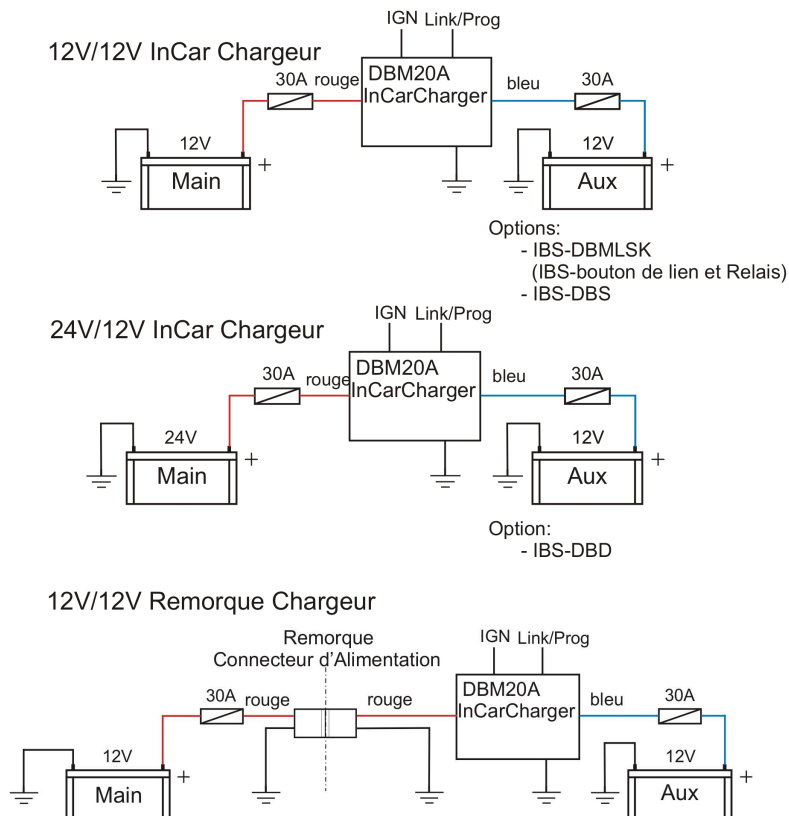 IGN Link/Prog
12V/12V InCar Chargeur
30A rouge
DBM20A
InCarCharger
bleu
30A
12V
Main
+
12V
Aux
+
Options:
- IBS-DBMLSK
(IBS-bouton de lien et Relais)
- IBS-DBS
IGN Link/Prog
24V/12V InCar Chargeur
30A rouge
DBM20A
InCarCharger
bleu
30A
24V
Main
+
12V
Aux
+
Option:
- IBS-DBD
12V/12V Remorque Chargeur
Remorque
Connecteur d'Alimentation
IGN Link/Prog
30A rouge
rouge
DBM20A
InCarCharger
bleu
30A
12V
Main
+
12V
Aux
+